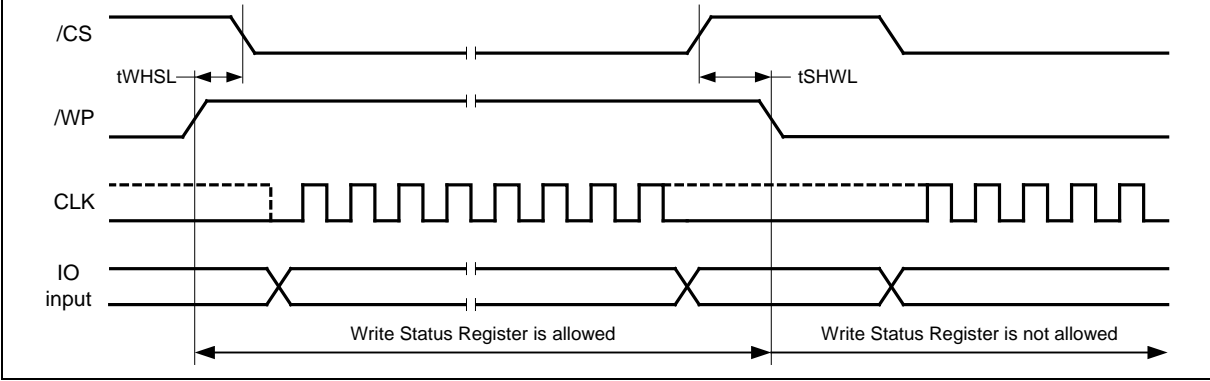 /CS
tWHSL
tSHWL
/WP
CLK
IO
input
Write Status Register is allowed
Write Status Register is not allowed